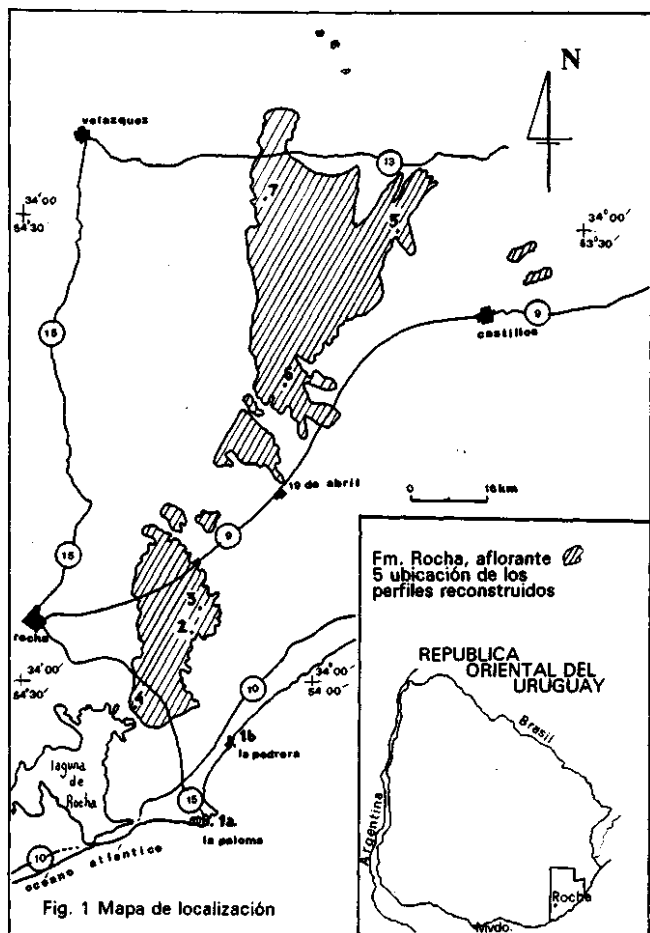 N
velazquez
13
7
34°00'
54°30'
5
34°00'
53°30'
15
9
castillos
6
0 16km
19 de abril
15
9
3
2
rocha
34°00'
54°30'
4
34°00'
54 00'
10
1b
la pedrera
laguna
de
Rocha
15
1a.
la paloma
10
océano atlántico
Fig. 1 Mapa de localización
Fm. Rocha, aflorante
5 ubicación de los
perfiles reconstruidos
REPUBLICA
ORIENTAL DEL
URUGUAY
Brasil
Argentina
Rocha
Mvdo.